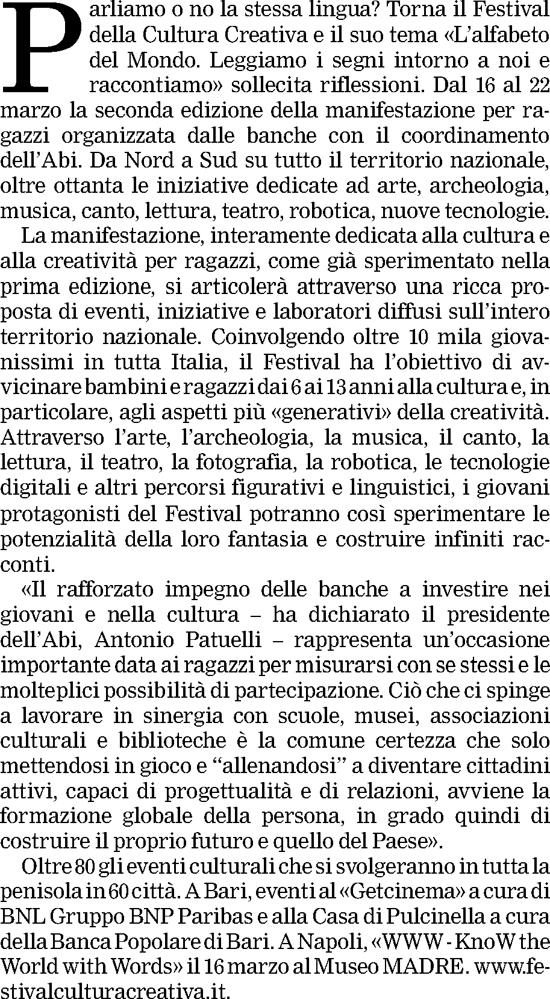 Parliamo o no la stessa lingua? Torna il Festival
della Cultura Creativa e il suo tema «L’alfabeto
del Mondo. Leggiamo i segni intorno a noi e
raccontiamo» sollecita riflessioni. Dal 16 al 22
marzo la seconda edizione della manifestazione per ra-
gazzi organizzata dalle banche con il coordinamento
dell’Abi. Da Nord a Sud su tutto il territorio nazionale,
oltre ottanta le iniziative dedicate ad arte, archeologia,
musica, canto, lettura, teatro, robotica, nuove tecnologie.
La manifestazione, interamente dedicata alla cultura e
alla creatività per ragazzi, come già sperimentato nella
prima edizione, si articolerà attraverso una ricca pro-
posta di eventi, iniziative e laboratori diffusi sull’intero
territorio nazionale. Coinvolgendo oltre 10 mila giova-
nissimi in tutta Italia, il Festival ha l’obiettivo di av-
vicinare bambini e ragazzi dai 6 ai 13 anni alla cultura e, in
particolare, agli aspetti più «generativi» della creatività.
Attraverso l’arte, l’archeologia, la musica, il canto, la
lettura, il teatro, la fotografia, la robotica, le tecnologie
digitali e altri percorsi figurativi e linguistici, i giovani
protagonisti del Festival potranno così sperimentare le
potenzialità della loro fantasia e costruire infiniti rac-
conti.
«Il rafforzato impegno delle banche a investire nei
giovani e nella cultura – ha dichiarato il presidente
dell’Abi, Antonio Patuelli – rappresenta un’occasione
importante data ai ragazzi per misurarsi con se stessi e le
molteplici possibilità di partecipazione. Ciò che ci spinge
a lavorare in sinergia con scuole, musei, associazioni
culturali e biblioteche è la comune certezza che solo
mettendosi in gioco e “allenandosi” a diventare cittadini
attivi, capaci di progettualità e di relazioni, avviene la
formazione globale della persona, in grado quindi di
costruire il proprio futuro e quello del Paese».
Oltre 80 gli eventi culturali che si svolgeranno in tutta la
penisola in 60 città. A Bari, eventi al «Getcinema» a cura di
BNL Gruppo BNP Paribas e alla Casa di Pulcinella a cura
della Banca Popolare di Bari. A Napoli, «WWW - KnoW the
World with Words» il 16 marzo al Museo MADRE. www.fe-
stivalculturacreativa.it.